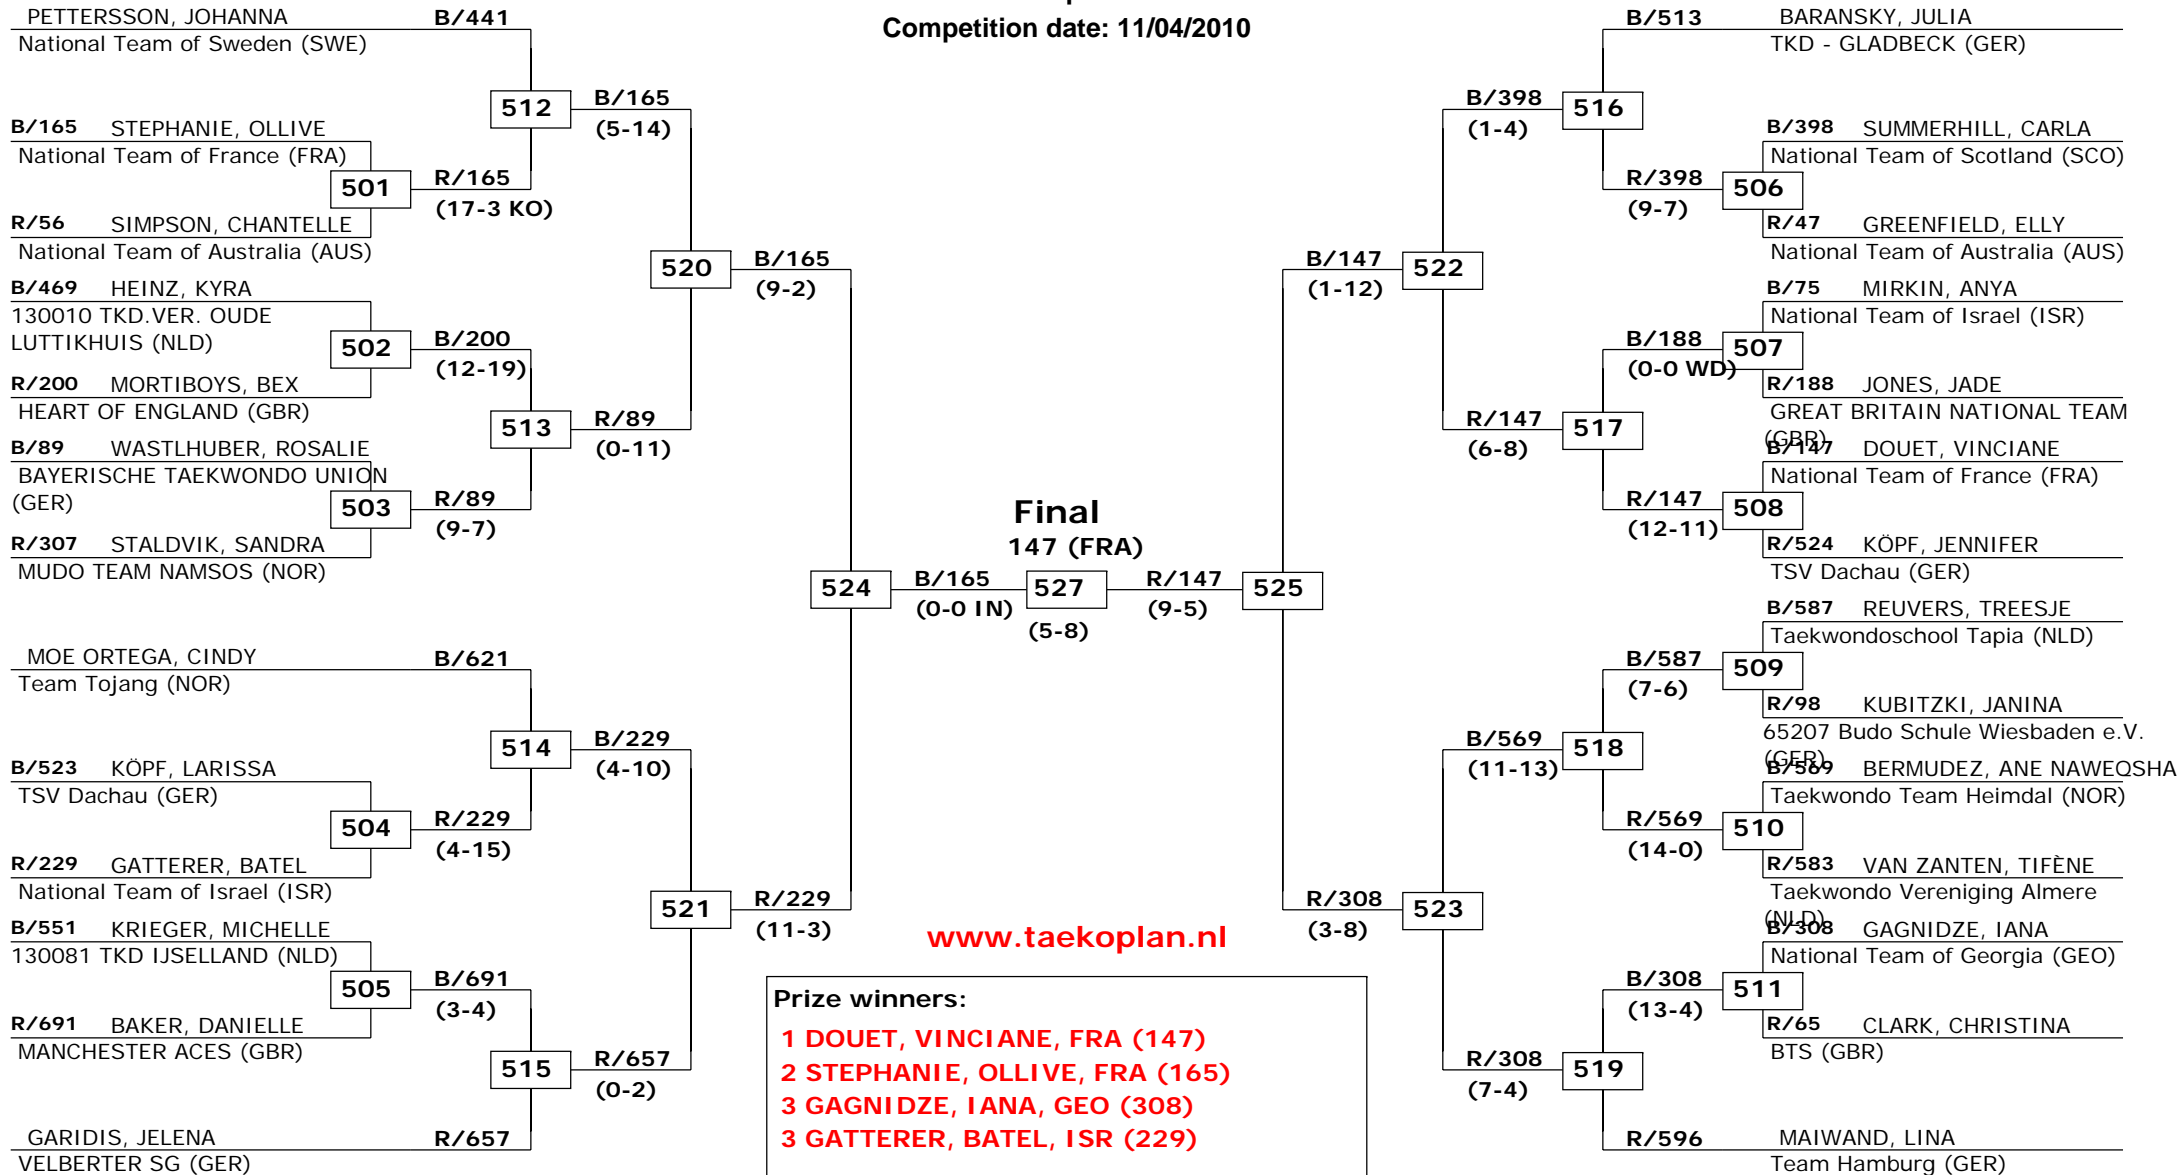 Competition date: 11/04/2010
PETTERSSON, JOHANNA B/441
National Team of Sweden (SWE)
512
B/165
(5-14)
B/165 STEPHANIE, OLLIVE
National Team of France (FRA)
501
R/165
(17-3 KO)
R/56 SIMPSON, CHANTELLE
National Team of Australia (AUS)
520
B/165
(9-2)
B/469 HEINZ, KYRA
130010 TKD.VER. OUDE
LUTTIKHUIS (NLD)
502
B/200
(12-19)
R/200 MORTIBOYS, BEX
HEART OF ENGLAND (GBR)
513
R/89
(0-11)
B/89 WASTLHUBER, ROSALIE
BAYERISCHE TAEKWONDO UNION
(GER)
503
R/89
(9-7)
R/307 STALDVIK, SANDRA
MUDO TEAM NAMSOS (NOR)
524
B/165
(0-0 IN)
MOE ORTEGA, CINDY B/621
Team Tojang (NOR)
514
B/229
(4-10)
B/523 KÖPF, LARISSA
TSV Dachau (GER)
504
R/229
(4-15)
R/229 GATTERER, BATEL
National Team of Israel (ISR)
521
R/229
(11-3)
B/551 KRIEGER, MICHELLE
130081 TKD IJSELLAND (NLD)
505
B/691
(3-4)
R/691 BAKER, DANIELLE
MANCHESTER ACES (GBR)
515
R/657
(0-2)
GARIDIS, JELENA R/657
VELBERTER SG (GER)
Final
147 (FRA)
527
(5-8)
R/147
(9-5)
525
B/513 BARANSKY, JULIA
TKD - GLADBECK (GER)
B/398
(1-4)
516
B/398 SUMMERHILL, CARLA
National Team of Scotland (SCO)
R/398
(9-7)
506
R/47 GREENFIELD, ELLY
National Team of Australia (AUS)
B/147
(1-12)
522
B/75 MIRKIN, ANYA
National Team of Israel (ISR)
B/188
(0-0 WD)
507
R/188 JONES, JADE
GREAT BRITAIN NATIONAL TEAM
(GBR)
R/147
(6-8)
517
B/147 DOUET, VINCIANE
National Team of France (FRA)
R/147
(12-11)
508
R/524 KÖPF, JENNIFER
TSV Dachau (GER)
B/587 REUVERS, TREESJE
Taekwondoschool Tapia (NLD)
B/587
(7-6)
509
R/98 KUBITZKI, JANINA
65207 Budo Schule Wiesbaden e.V.
(GER)
B/569
(11-13)
518
B/569 BERMUDEZ, ANE NAWEQSHA
Taekwondo Team Heimdal (NOR)
R/569
(14-0)
510
R/583 VAN ZANTEN, TIFÈNE
Taekwondo Vereniging Almere
(NLD)
R/308
(3-8)
523
B/308 GAGNIDZE, IANA
National Team of Georgia (GEO)
B/308
(13-4)
511
R/65 CLARK, CHRISTINA
BTS (GBR)
R/308
(7-4)
519
R/596 MAIWAND, LINA
Team Hamburg (GER)
www.taekoplan.nl
Prize winners:
1 DOUET, VINCIANE, FRA (147)
2 STEPHANIE, OLLIVE, FRA (165)
3 GAGNIDZE, IANA, GEO (308)
3 GATTERER, BATEL, ISR (229)